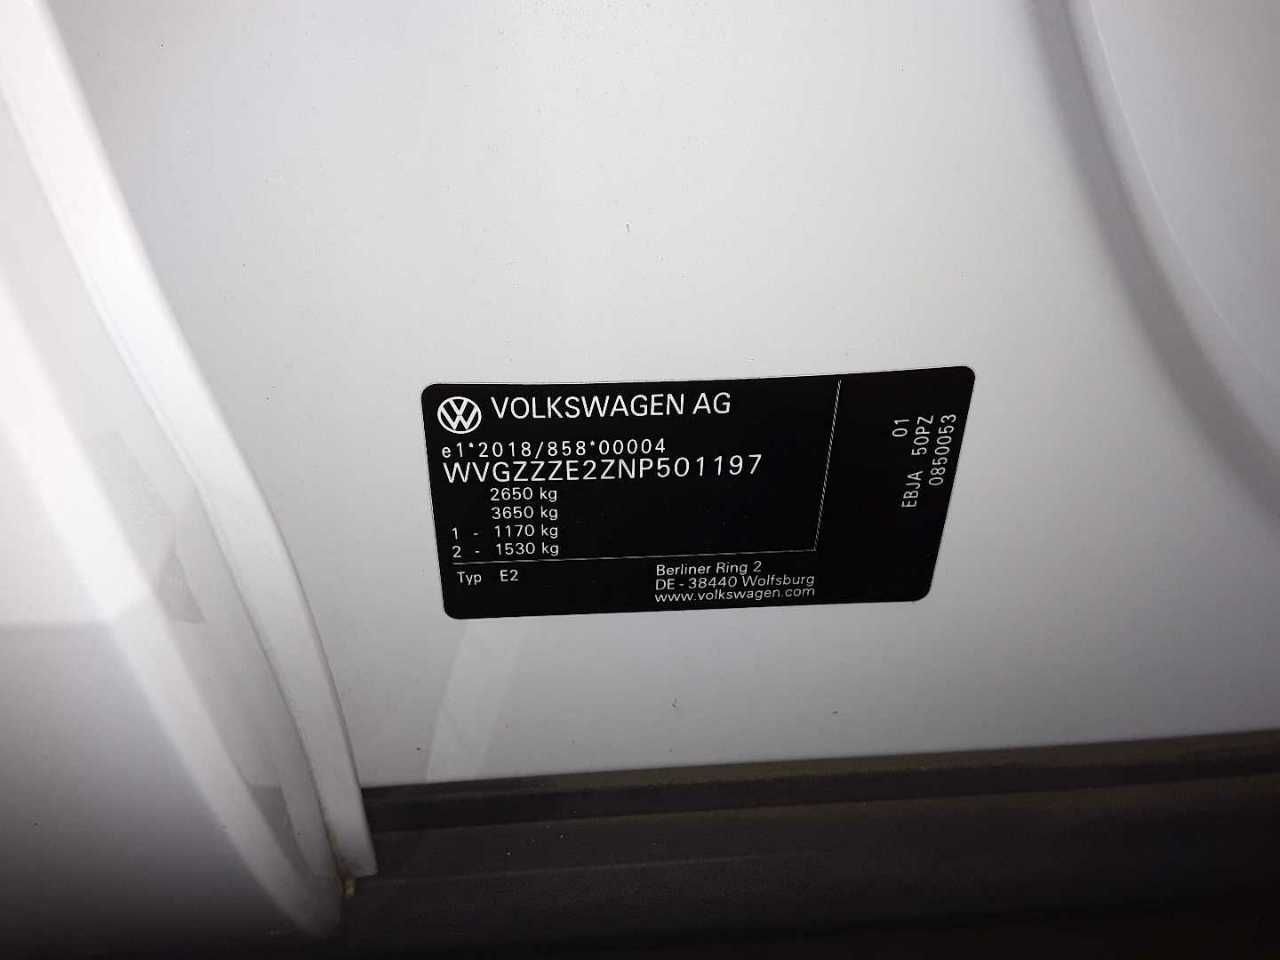 VOLKSWAGEN AG
e1*2018/858*00004
WVGZZZE2ZNP501197
2650 kg
3650 kg
1 - 1170 kg
2 - 1530 kg
Typ E2
Berliner Ring 2
DE - 38440 Wolfsburg
www.volkswagen.com
01
EBJA 50PZ
0850053